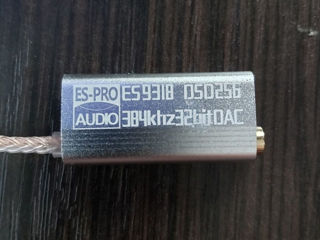 ES-PRO
AUDIO
ES9318 DSD256
384khz32bitDAC